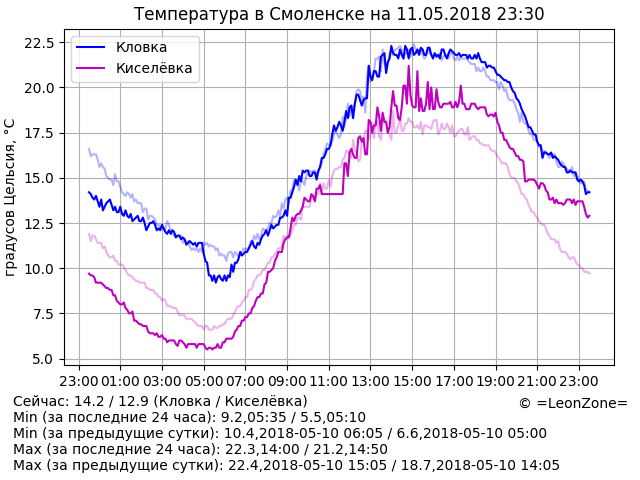 Температура в Смоленске на 11.05.2018 23:30
Кловка
Киселёвка
градусов Цельсия, °C
22.5
20.0
17.5
15.0
12.5
10.0
7.5
5.0
23:00 01:00 03:00 05:00 07:00 09:00 11:00 13:00 15:00 17:00 19:00 21:00 23:00
Сейчас: 14.2 / 12.9 (Кловка / Киселёвка)
© =LeonZone=
Min (за последние 24 часа): 9.2,05:35 / 5.5,05:10
Min (за предыдущие сутки): 10.4,2018-05-10 06:05 / 6.6,2018-05-10 05:00
Max (за последние 24 часа): 22.3,14:00 / 21.2,14:50
Max (за предыдущие сутки): 22.4,2018-05-10 15:05 / 18.7,2018-05-10 14:05